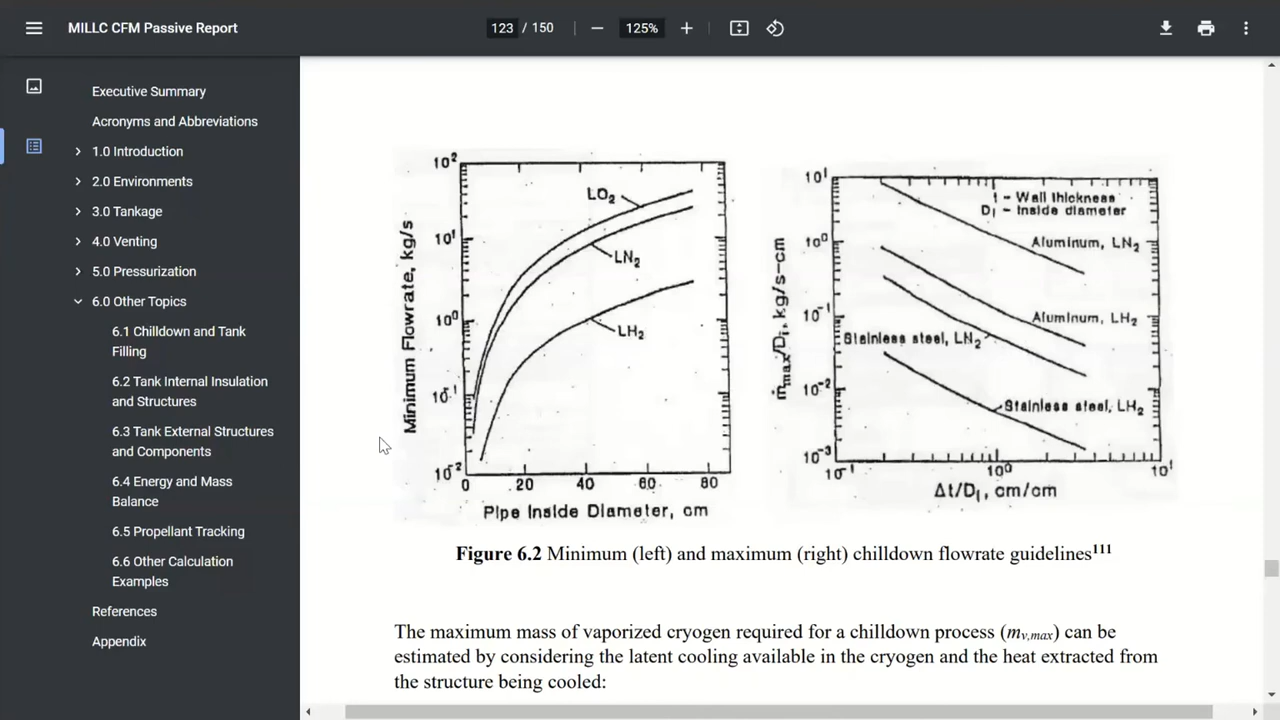 MILLC CFM Passive Report
123 / 150
125%
Executive Summary
Acronyms and Abbreviations
1.0 Introduction
2.0 Environments
3.0 Tankage
4.0 Venting
5.0 Pressurization
6.0 Other Topics
6.1 Chilldown and Tank
Filling
6.2 Tank Internal Insulation
and Structures
6.3 Tank External Structures
and Components
6.4 Energy and Mass
Balance
6.5 Propellant Tracking
6.6 Other Calculation
Examples
References
Appendix
Minimum Flowrate, kg/s
10²
10¹
10⁰
10⁻¹
10⁻²
LO₂
LN₂
LH₂
0 20 40 60 80
Pipe Inside Diameter, cm
ṁmax/Dᵢ, kg/s-cm
10¹
10⁰
10⁻¹
10⁻²
10⁻³
t - Wall thickness
Dᵢ - Inside diameter
Aluminum, LN₂
Aluminum, LH₂
Stainless steel, LN₂
Stainless steel, LH₂
10⁻¹ 10⁰ 10¹
Δt/Dᵢ, cm/cm
Figure 6.2 Minimum (left) and maximum (right) chilldown flowrate guidelines¹¹¹
The maximum mass of vaporized cryogen required for a chilldown process (mv,max) can be
estimated by considering the latent cooling available in the cryogen and the heat extracted from
the structure being cooled: